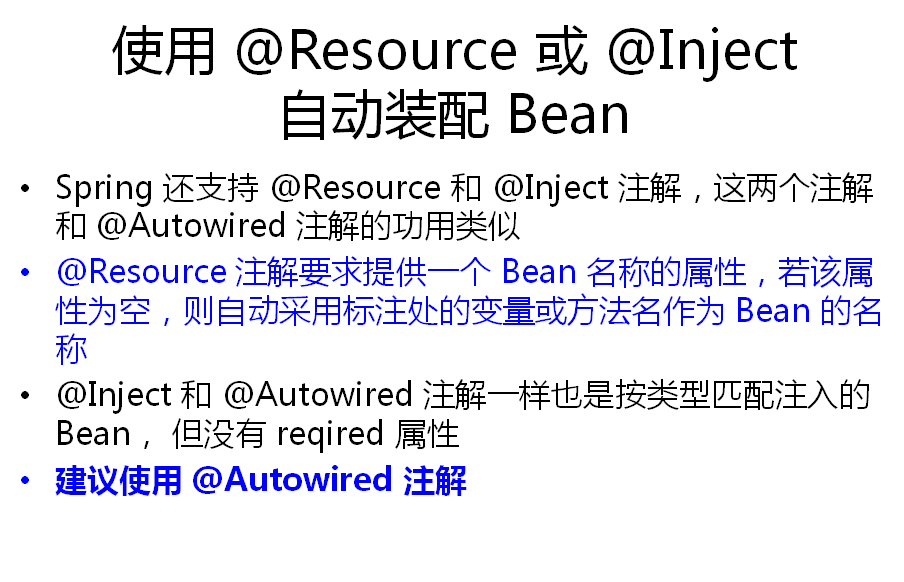 使用 @Resource 或 @Inject
自动装配 Bean
• Spring 还支持 @Resource 和 @Inject 注解，这两个注解
和 @Autowired 注解的功用类似
• @Resource 注解要求提供一个 Bean 名称的属性，若该属
性为空，则自动采用标注处的变量或方法名作为 Bean 的名
称
• @Inject 和 @Autowired 注解一样也是按类型匹配注入的
Bean， 但没有 reqired 属性
• 建议使用 @Autowired 注解